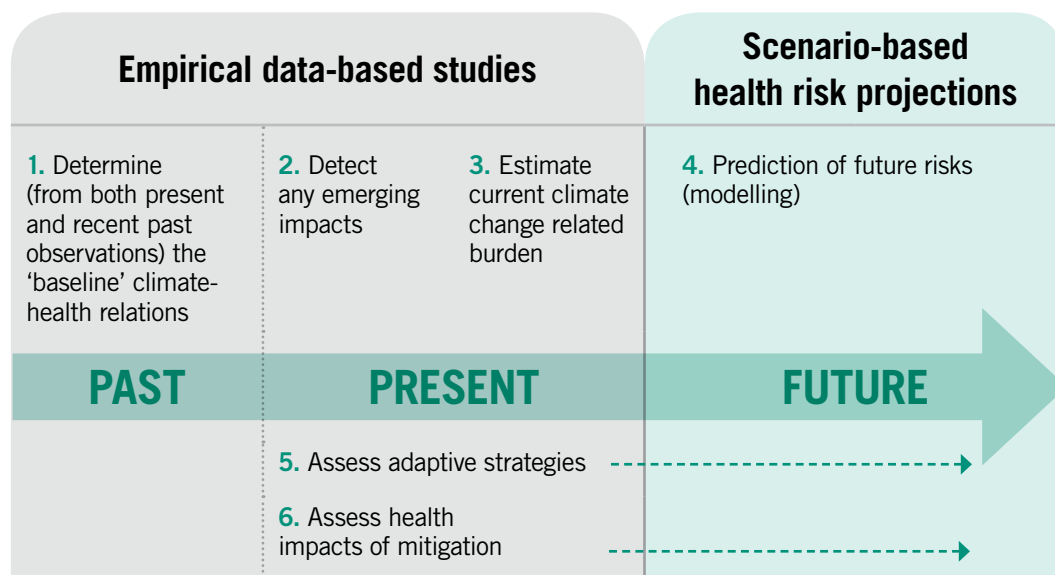 Empirical data-based studies
Scenario-based
health risk projections
1. Determine
(from both present
and recent past
observations) the
‘baseline’ climate-
health relations
2. Detect
any emerging
impacts
3. Estimate
current climate
change related
burden
4. Prediction of future risks
(modelling)
PAST
PRESENT
FUTURE
5. Assess adaptive strategies
6. Assess health
impacts of mitigation